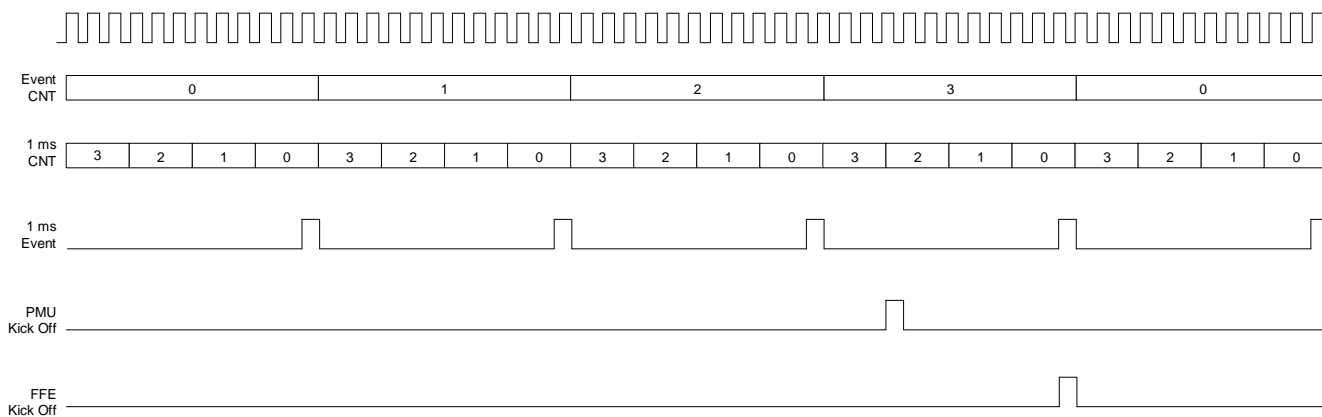 Event
CNT
0 1 2 3 0
1 ms
CNT
3 2 1 0 3 2 1 0 3 2 1 0 3 2 1 0 3 2 1 0
1 ms
Event
PMU
Kick Off
FFE
Kick Off